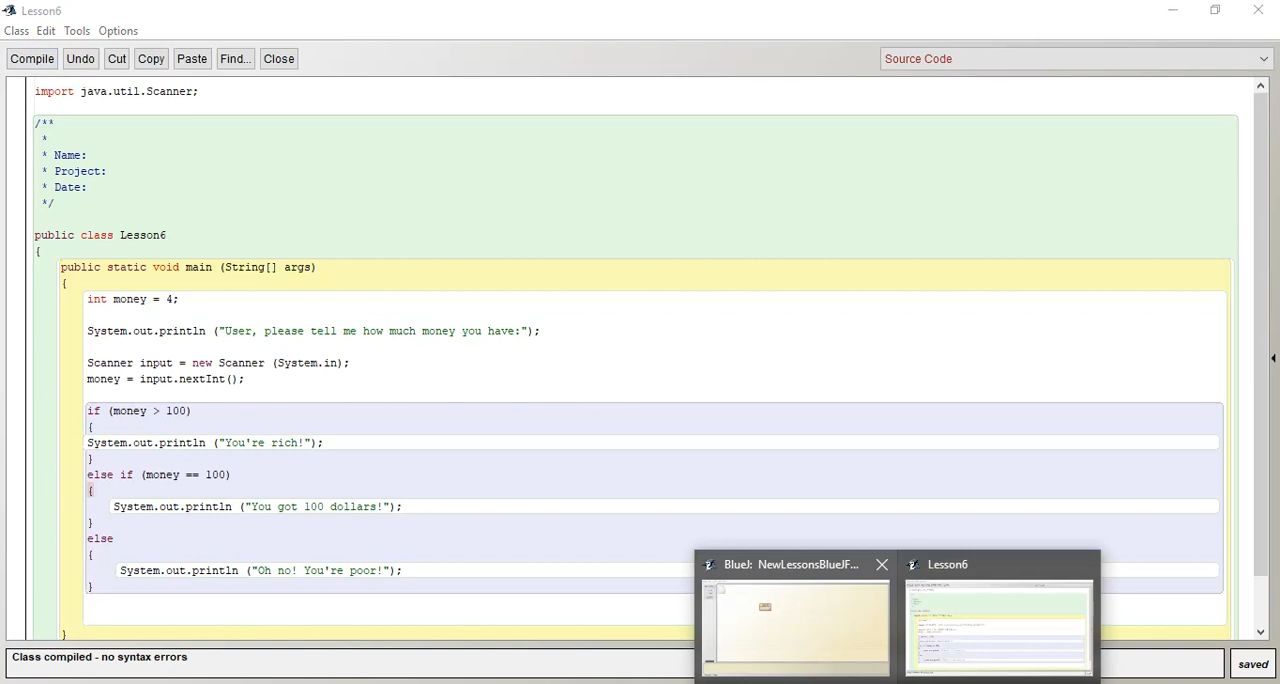 Lesson6
Class Edit Tools Options
Compile Undo Cut Copy Paste Find... Close Source Code
import java.util.Scanner;
/**
*
* Name:
* Project:
* Date:
*/
public class Lesson6
{
public static void main (String[] args)
{
int money = 4;
System.out.println ("User, please tell me how much money you have:");
Scanner input = new Scanner (System.in);
money = input.nextInt();
if (money > 100)
{
System.out.println ("You're rich!");
}
else if (money == 100)
{
System.out.println ("You got 100 dollars!");
}
else
{
System.out.println ("Oh no! You're poor!");
}
}
BlueJ: NewLessonsBlueJF... Lesson6
Class compiled - no syntax errors
saved